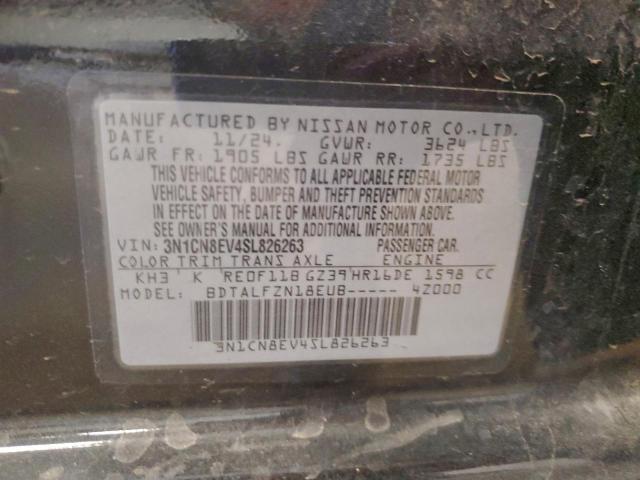 MANUFACTURED BY NISSAN MOTOR CO.,LTD.
DATE: 11/24. GVWR: 3624 LBS
GAWR FR: 1905 LBS GAWR RR: 1735 LBS
THIS VEHICLE CONFORMS TO ALL APPLICABLE FEDERAL MOTOR
VEHICLE SAFETY, BUMPER AND THEFT PREVENTION STANDARDS
IN EFFECT ON THE DATE OF MANUFACTURE SHOWN ABOVE.
SEE OWNER'S MANUAL FOR ADDITIONAL INFORMATION.
VIN: 3N1CN8EV4SL826263 PASSENGER CAR.
COLOR TRIM TRANS AXLE ENGINE
KH3 K RE0F11B GZ39 HR16DE 1598 CC
MODEL: BDTALFZN18EUB----- 42000
3N1CN8EV4SL826263